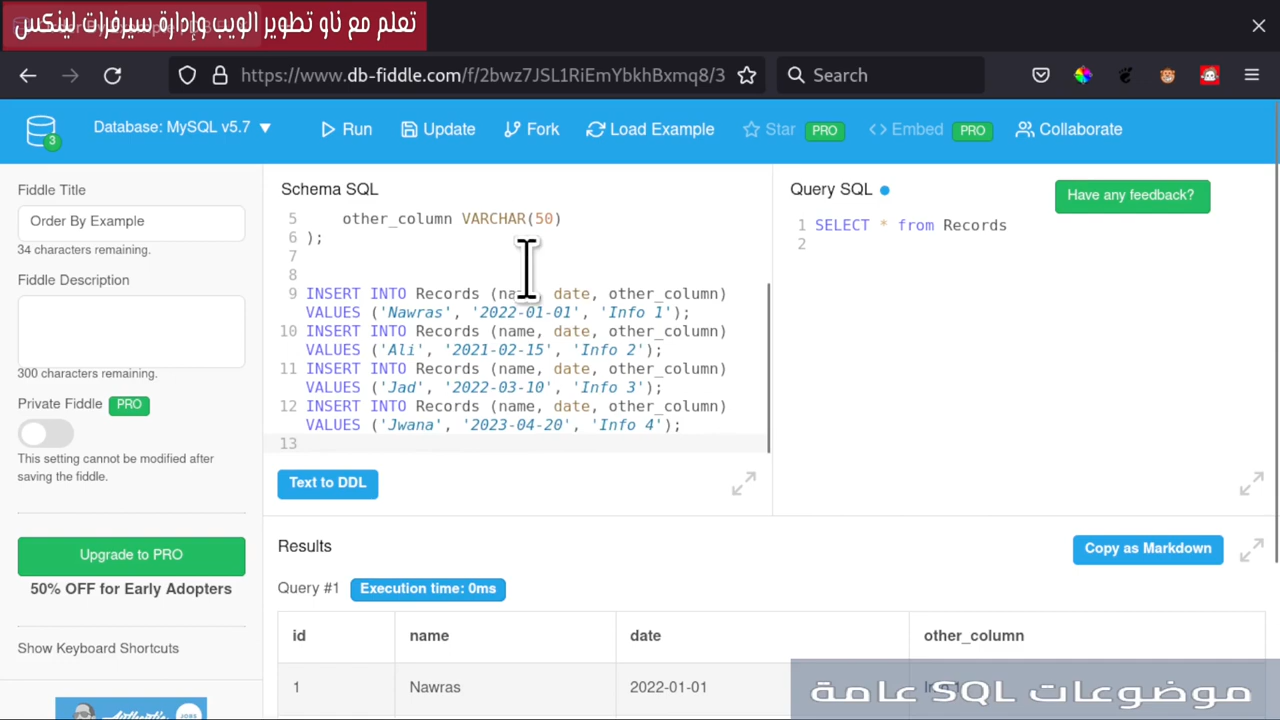 تعلم مع ناو تطوير الويب وإدارة سيرفرات لينكس
https://www.db-fiddle.com/f/2bwz7JSL1RiEmYbkhBxmq8/3
Search
3
Database: MySQL v5.7
Run
Update
Fork
Load Example
Star PRO
Embed PRO
Collaborate
Fiddle Title
Order By Example
34 characters remaining.
Fiddle Description
300 characters remaining.
Private Fiddle PRO
This setting cannot be modified after
saving the fiddle.
Upgrade to PRO
50% OFF for Early Adopters
Show Keyboard Shortcuts
Authentic
JOBS
Schema SQL
5 other_column VARCHAR(50)
6 );
7
8
9 INSERT INTO Records (name, date, other_column)
VALUES ('Nawras', '2022-01-01', 'Info 1');
10 INSERT INTO Records (name, date, other_column)
VALUES ('Ali', '2021-02-15', 'Info 2');
11 INSERT INTO Records (name, date, other_column)
VALUES ('Jad', '2022-03-10', 'Info 3');
12 INSERT INTO Records (name, date, other_column)
VALUES ('Jwana', '2023-04-20', 'Info 4');
13
Text to DDL
Query SQL
Have any feedback?
1 SELECT * from Records
2
Results
Copy as Markdown
Query #1 Execution time: 0ms
id name date other_column
1 Nawras 2022-01-01
موضوعات SQL عامة